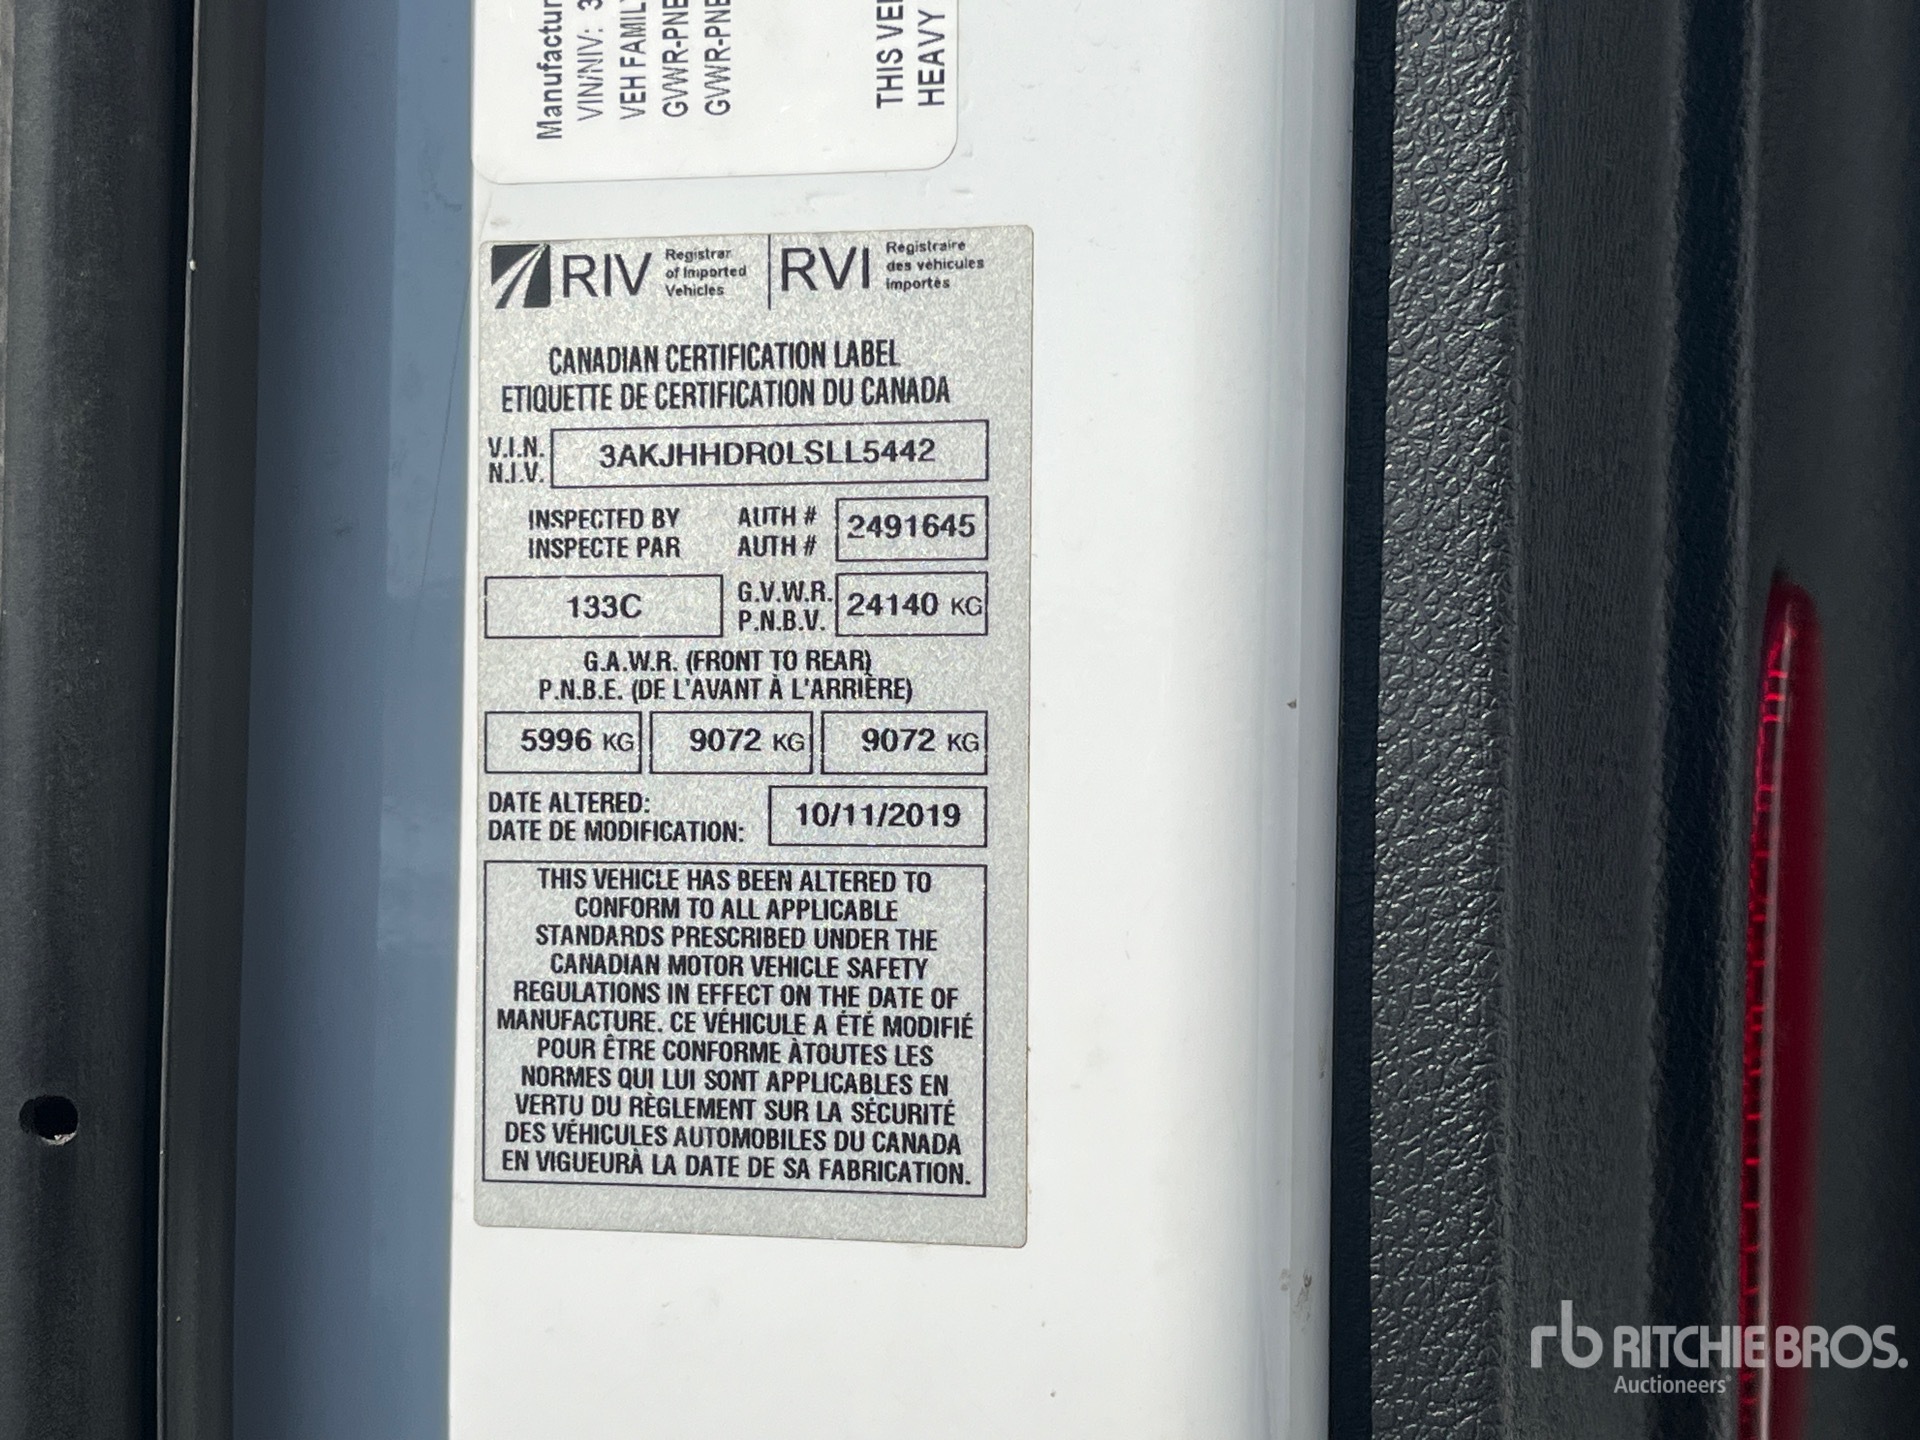 Manufactur
VIN/NIV: 3
VEH FAMIL
GVWR-PNB
GVWR-PNB
THIS VE
HEAVY
RIV Registrar of Imported Vehicles
RVI Registraire des véhicules importés
CANADIAN CERTIFICATION LABEL
ETIQUETTE DE CERTIFICATION DU CANADA
V.I.N.
N.I.V.
3AKJHHDR0LSLL5442
INSPECTED BY
INSPECTE PAR
AUTH #
AUTH #
2491645
133C
G.V.W.R.
P.N.B.V.
24140 KG
G.A.W.R. (FRONT TO REAR)
P.N.B.E. (DE L'AVANT À L'ARRIÈRE)
5996 KG 9072 KG 9072 KG
DATE ALTERED:
DATE DE MODIFICATION:
10/11/2019
THIS VEHICLE HAS BEEN ALTERED TO
CONFORM TO ALL APPLICABLE
STANDARDS PRESCRIBED UNDER THE
CANADIAN MOTOR VEHICLE SAFETY
REGULATIONS IN EFFECT ON THE DATE OF
MANUFACTURE. CE VÉHICULE A ÉTÉ MODIFIÉ
POUR ÊTRE CONFORME ÀTOUTES LES
NORMES QUI LUI SONT APPLICABLES EN
VERTU DU RÈGLEMENT SUR LA SÉCURITÉ
DES VÉHICULES AUTOMOBILES DU CANADA
EN VIGUEURÀ LA DATE DE SA FABRICATION.
rb RITCHIE BROS.
Auctioneers